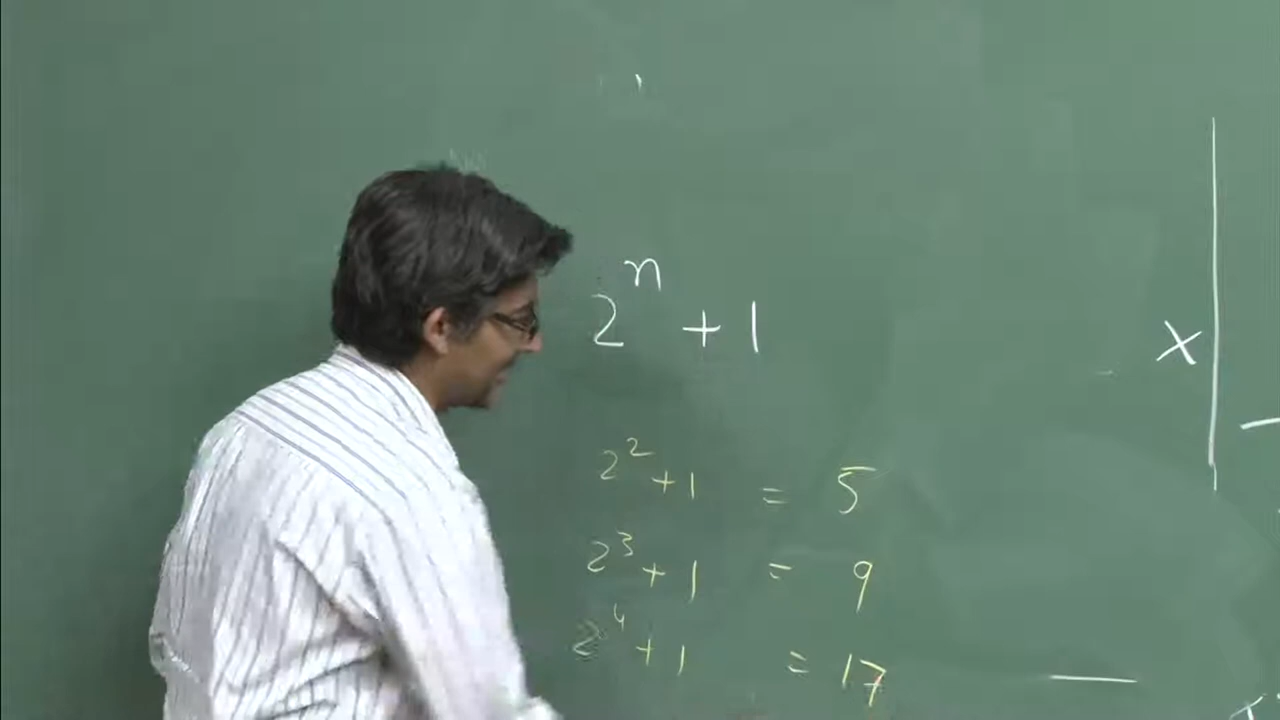 2ⁿ + 1
x
2² + 1 = 5
2³ + 1 = 9
2⁴ + 1 = 17